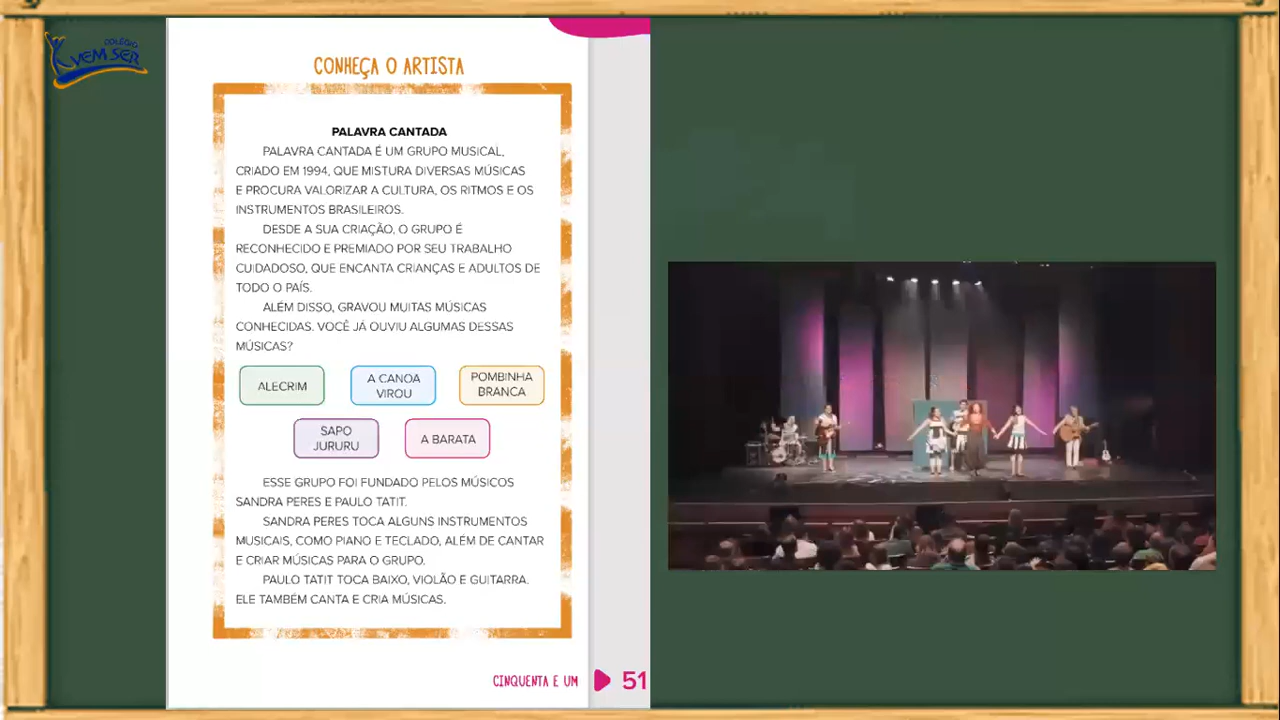 COLÉGIO
VEM SER
CONHEÇA O ARTISTA
PALAVRA CANTADA
PALAVRA CANTADA É UM GRUPO MUSICAL,
CRIADO EM 1994, QUE MISTURA DIVERSAS MÚSICAS
E PROCURA VALORIZAR A CULTURA, OS RITMOS E OS
INSTRUMENTOS BRASILEIROS.
DESDE A SUA CRIAÇÃO, O GRUPO É
RECONHECIDO E PREMIADO POR SEU TRABALHO
CUIDADOSO, QUE ENCANTA CRIANÇAS E ADULTOS DE
TODO O PAÍS.
ALÉM DISSO, GRAVOU MUITAS MÚSICAS
CONHECIDAS. VOCÊ JÁ OUVIU ALGUMAS DESSAS
MÚSICAS?
ALECRIM
A CANOA
VIROU
POMBINHA
BRANCA
SAPO
JURURU
A BARATA
ESSE GRUPO FOI FUNDADO PELOS MÚSICOS
SANDRA PERES E PAULO TATIT.
SANDRA PERES TOCA ALGUNS INSTRUMENTOS
MUSICAIS, COMO PIANO E TECLADO, ALÉM DE CANTAR
E CRIAR MÚSICAS PARA O GRUPO.
PAULO TATIT TOCA BAIXO, VIOLÃO E GUITARRA.
ELE TAMBÉM CANTA E CRIA MÚSICAS.
CINQUENTA E UM 51